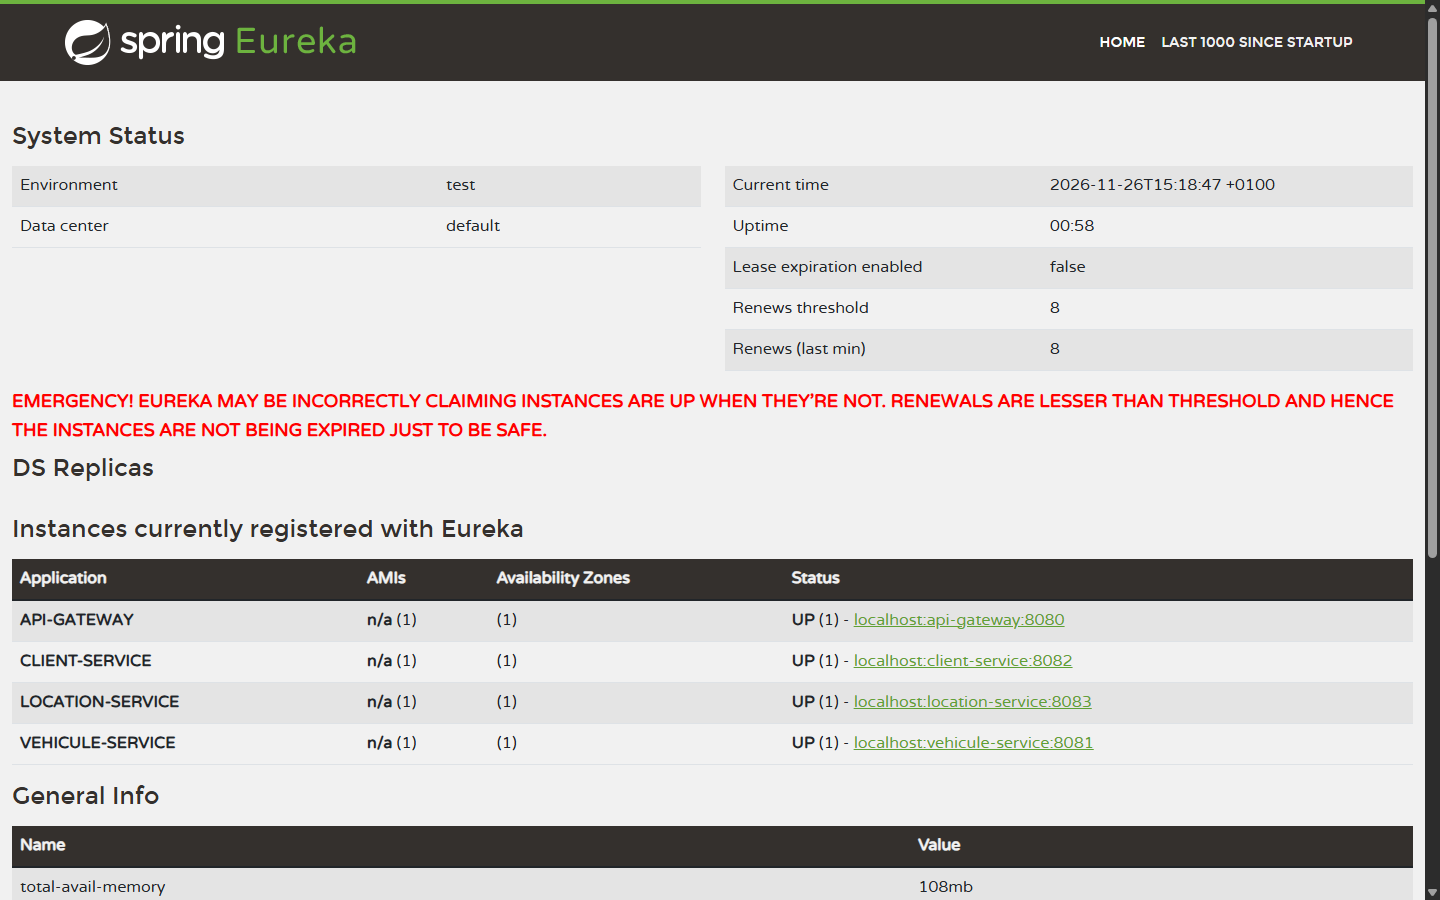 spring Eureka
HOME LAST 1000 SINCE STARTUP
System Status
Environment test
Data center default
Current time 2026-11-26T15:18:47 +0100
Uptime 00:58
Lease expiration enabled false
Renews threshold 8
Renews (last min) 8
EMERGENCY! EUREKA MAY BE INCORRECTLY CLAIMING INSTANCES ARE UP WHEN THEY'RE NOT. RENEWALS ARE LESSER THAN THRESHOLD AND HENCE
THE INSTANCES ARE NOT BEING EXPIRED JUST TO BE SAFE.
DS Replicas
Instances currently registered with Eureka
Application AMIs Availability Zones Status
API-GATEWAY n/a (1) (1) UP (1) - localhost:api-gateway:8080
CLIENT-SERVICE n/a (1) (1) UP (1) - localhost:client-service:8082
LOCATION-SERVICE n/a (1) (1) UP (1) - localhost:location-service:8083
VEHICULE-SERVICE n/a (1) (1) UP (1) - localhost:vehicule-service:8081
General Info
Name Value
total-avail-memory 108mb